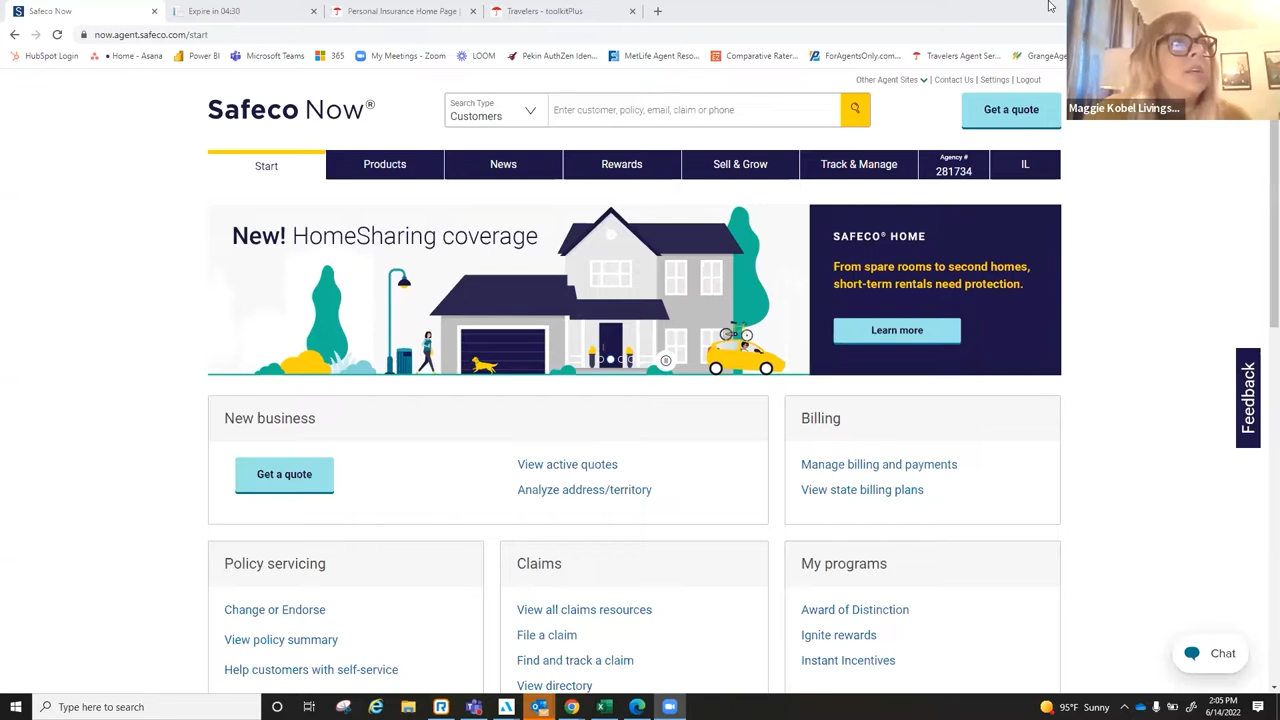 Safeco Now
Expire in 04:30
Personal Insurance Home Page
Travelers - toolkitPlus
now.agent.safeco.com/start
HubSpot Login
Home - Asana
Power BI
Microsoft Teams
365
My Meetings - Zoom
LOOM
Pekin AuthZen Iden...
MetLife Agent Reso...
Comparative Rater...
ForAgentsOnly.com...
Travelers Agent Ser...
GrangeAge
Maggie Kobel Livings...
Other Agent Sites | Contact Us | Settings | Logout
Safeco Now®
Search Type
Customers
Enter customer, policy, email, claim or phone
Get a quote
Start
Products
News
Rewards
Sell & Grow
Track & Manage
Agency #
281734
IL
New! HomeSharing coverage
SAFECO® HOME
From spare rooms to second homes,
short-term rentals need protection.
Learn more
Feedback
New business
Get a quote
View active quotes
Analyze address/territory
Billing
Manage billing and payments
View state billing plans
Policy servicing
Change or Endorse
View policy summary
Help customers with self-service
Claims
View all claims resources
File a claim
Find and track a claim
View directory
My programs
Award of Distinction
Ignite rewards
Instant Incentives
Chat
Type here to search
95°F Sunny
2:05 PM
6/14/2022